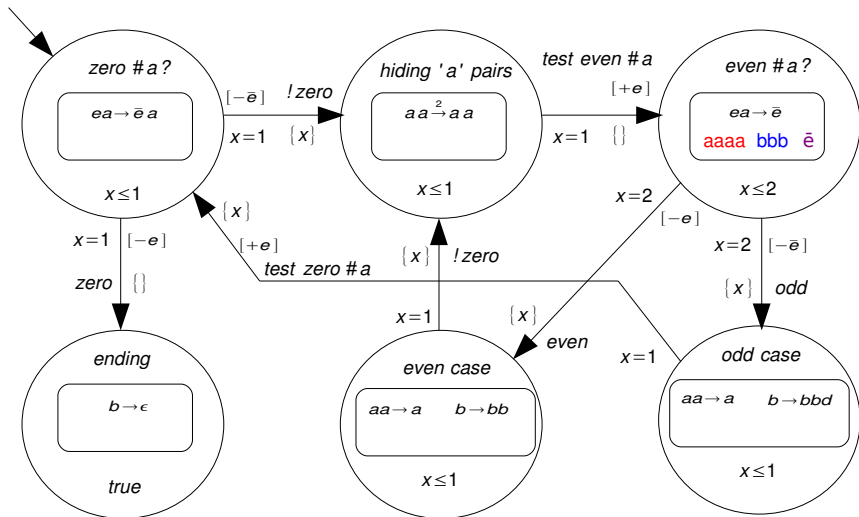 zero # a ?
ea → ē a
x ≤ 1
[−ē] ! zero
x = 1 {x}
hiding 'a' pairs
aa →² aa
x ≤ 1
test even # a
[+e]
x = 1 {}
even # a ?
ea → ē
aaaa bbb ē
x ≤ 2
x = 1 [−e]
zero {}
{x}
[+e]
test zero # a
{x} ! zero
x = 1
x = 2
[−e]
{x}
even
x = 2 [−ē]
{x} odd
x = 1
ending
b → ϵ
true
even case
aa → a b → bb
x ≤ 1
odd case
aa → a b → bbd
x ≤ 1